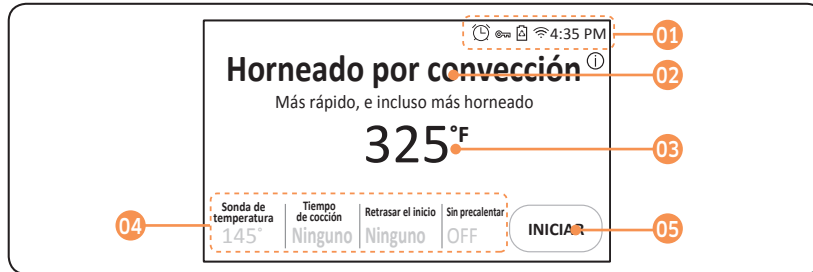 4:35 PM
01
Horneado por convección
02
Más rápido, e incluso más horneado
325°F
03
04
Sonda de temperatura
145°
Tiempo de cocción
Ninguno
Retrasar el inicio
Ninguno
Sin precalentar
OFF
INICIAR
05